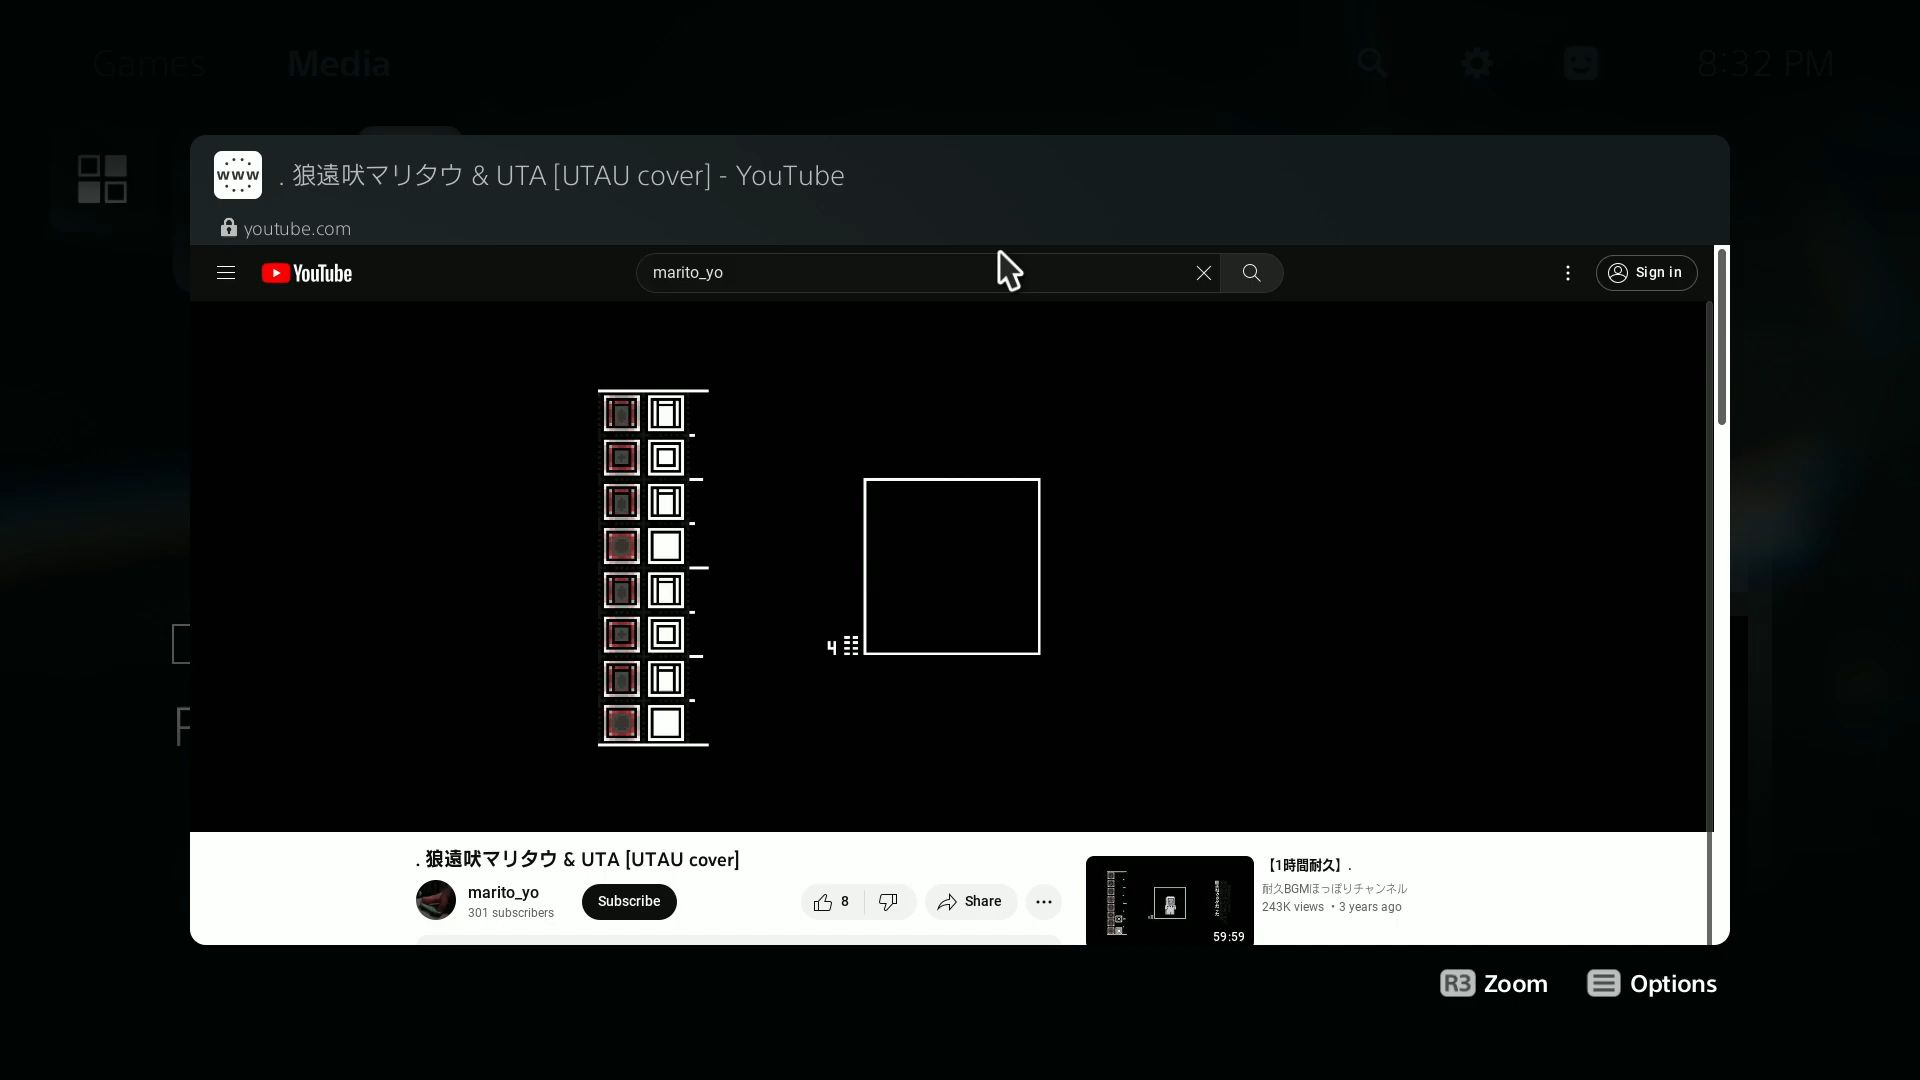 Games
Media
8:32 PM
www
. 狼遠吠マリタウ & UTA [UTAU cover] - YouTube
youtube.com
YouTube
marito_yo
Sign in
4
. 狼遠吠マリタウ & UTA [UTAU cover]
marito_yo
301 subscribers
Subscribe
8
Share
59:59
【1時間耐久】.
耐久BGMほっぽりチャンネル
243K views ・3 years ago
R3 Zoom
Options